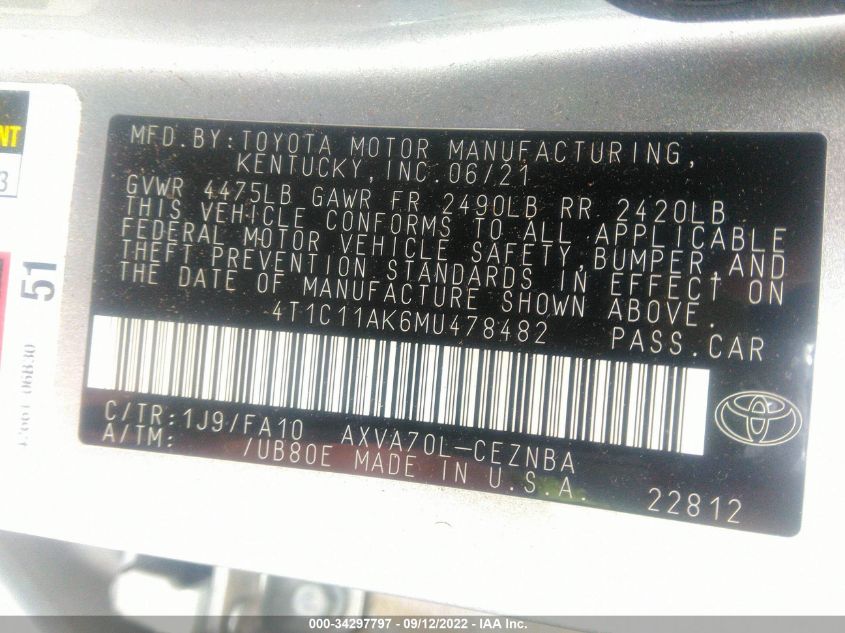 MFD.BY:TOYOTA MOTOR MANUFACTURING,
KENTUCKY,INC.06/21
GVWR 4475LB GAWR FR 2490LB RR 2420LB
THIS VEHICLE CONFORMS TO ALL APPLICABLE
FEDERAL MOTOR VEHICLE SAFETY,BUMPER,AND
THEFT PREVENTION STANDARDS IN EFFECT ON
THE DATE OF MANUFACTURE SHOWN ABOVE.
4T1C11AK6MU478482 PASS.CAR
C/TR:1J9/FA10 AXVA70L-CEZNBA
A/TM: /UB80E MADE IN U.S.A.
22812
51
000-34297797 - 09/12/2022 - IAA Inc.